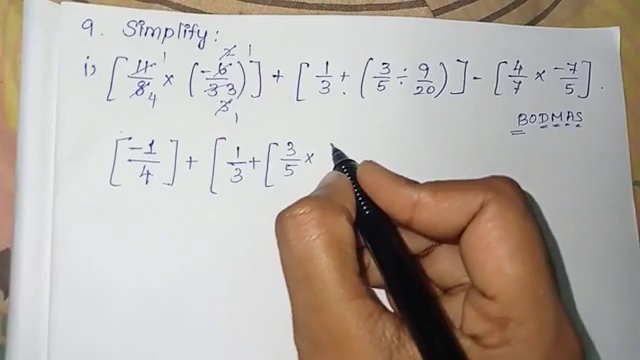 9. Simplify:
i, [11/8 × (-6/33)] + [1/3 + (3/5 ÷ 9/20)] - [4/7 × -7/5].
BODMAS
[-1/4] + [1/3 + [3/5 ×